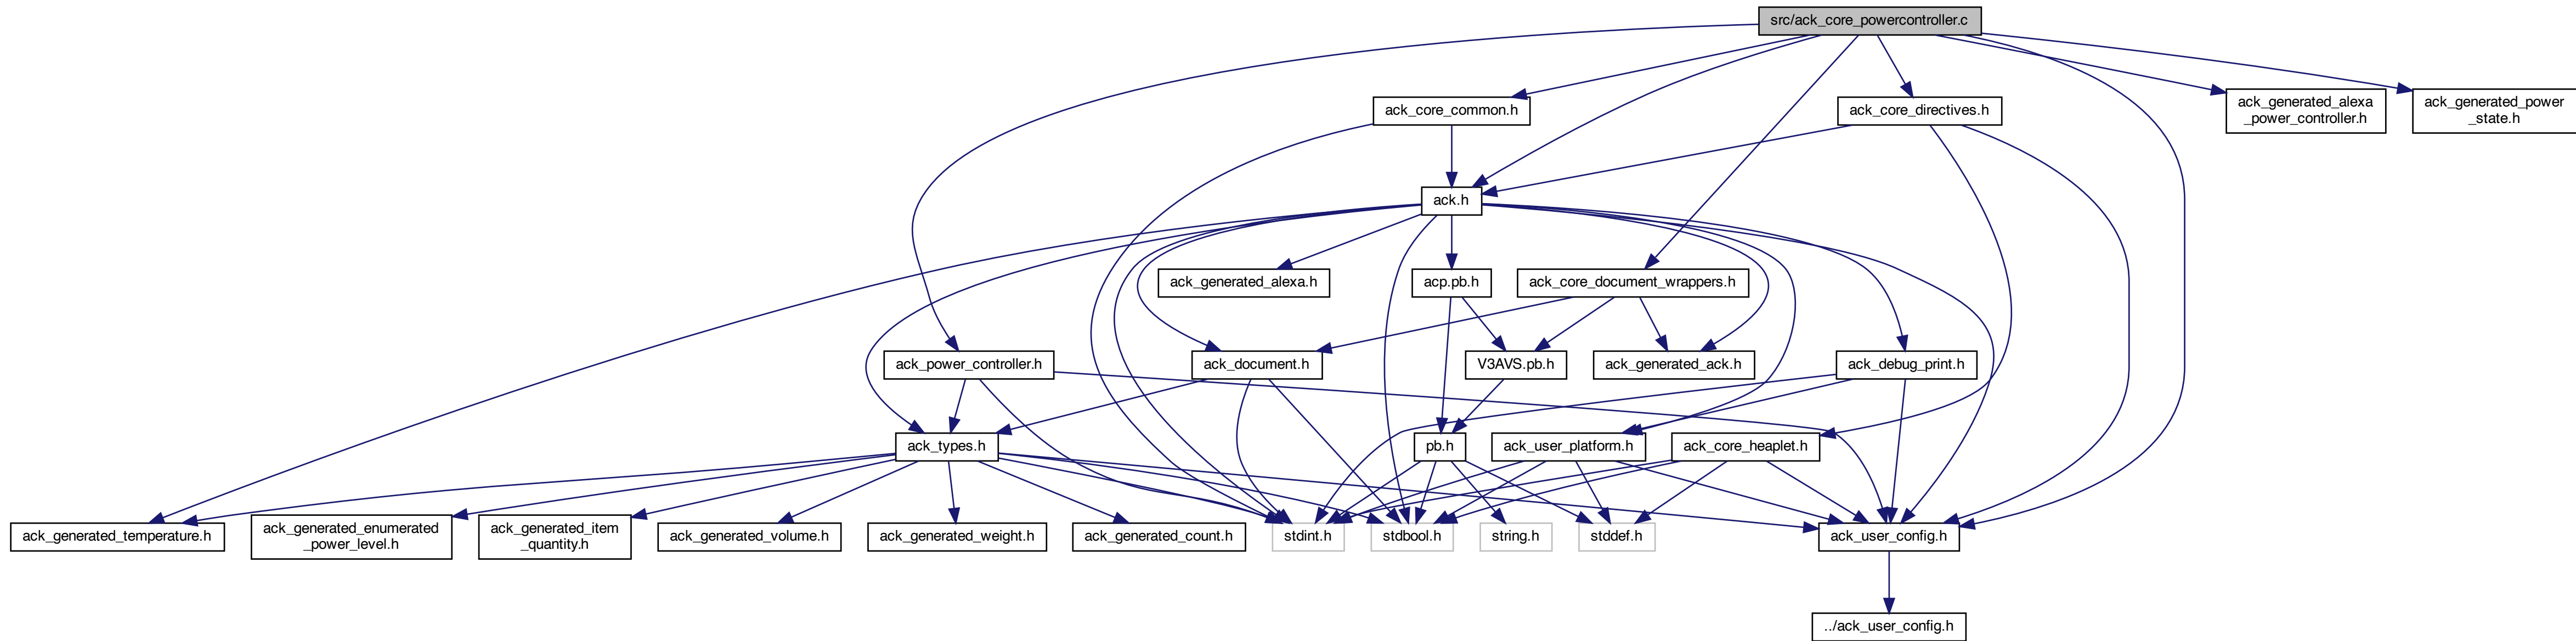 src/ack_core_powercontroller.c
ack_core_common.h
ack_core_directives.h
ack_generated_alexa
_power_controller.h
ack_generated_power
_state.h
ack.h
ack_generated_alexa.h
acp.pb.h
ack_core_document_wrappers.h
ack_power_controller.h
ack_document.h
V3AVS.pb.h
ack_generated_ack.h
ack_debug_print.h
ack_types.h
pb.h
ack_user_platform.h
ack_core_heaplet.h
ack_generated_temperature.h
ack_generated_enumerated
_power_level.h
ack_generated_item
_quantity.h
ack_generated_volume.h
ack_generated_weight.h
ack_generated_count.h
stdint.h
stdbool.h
string.h
stddef.h
ack_user_config.h
../ack_user_config.h